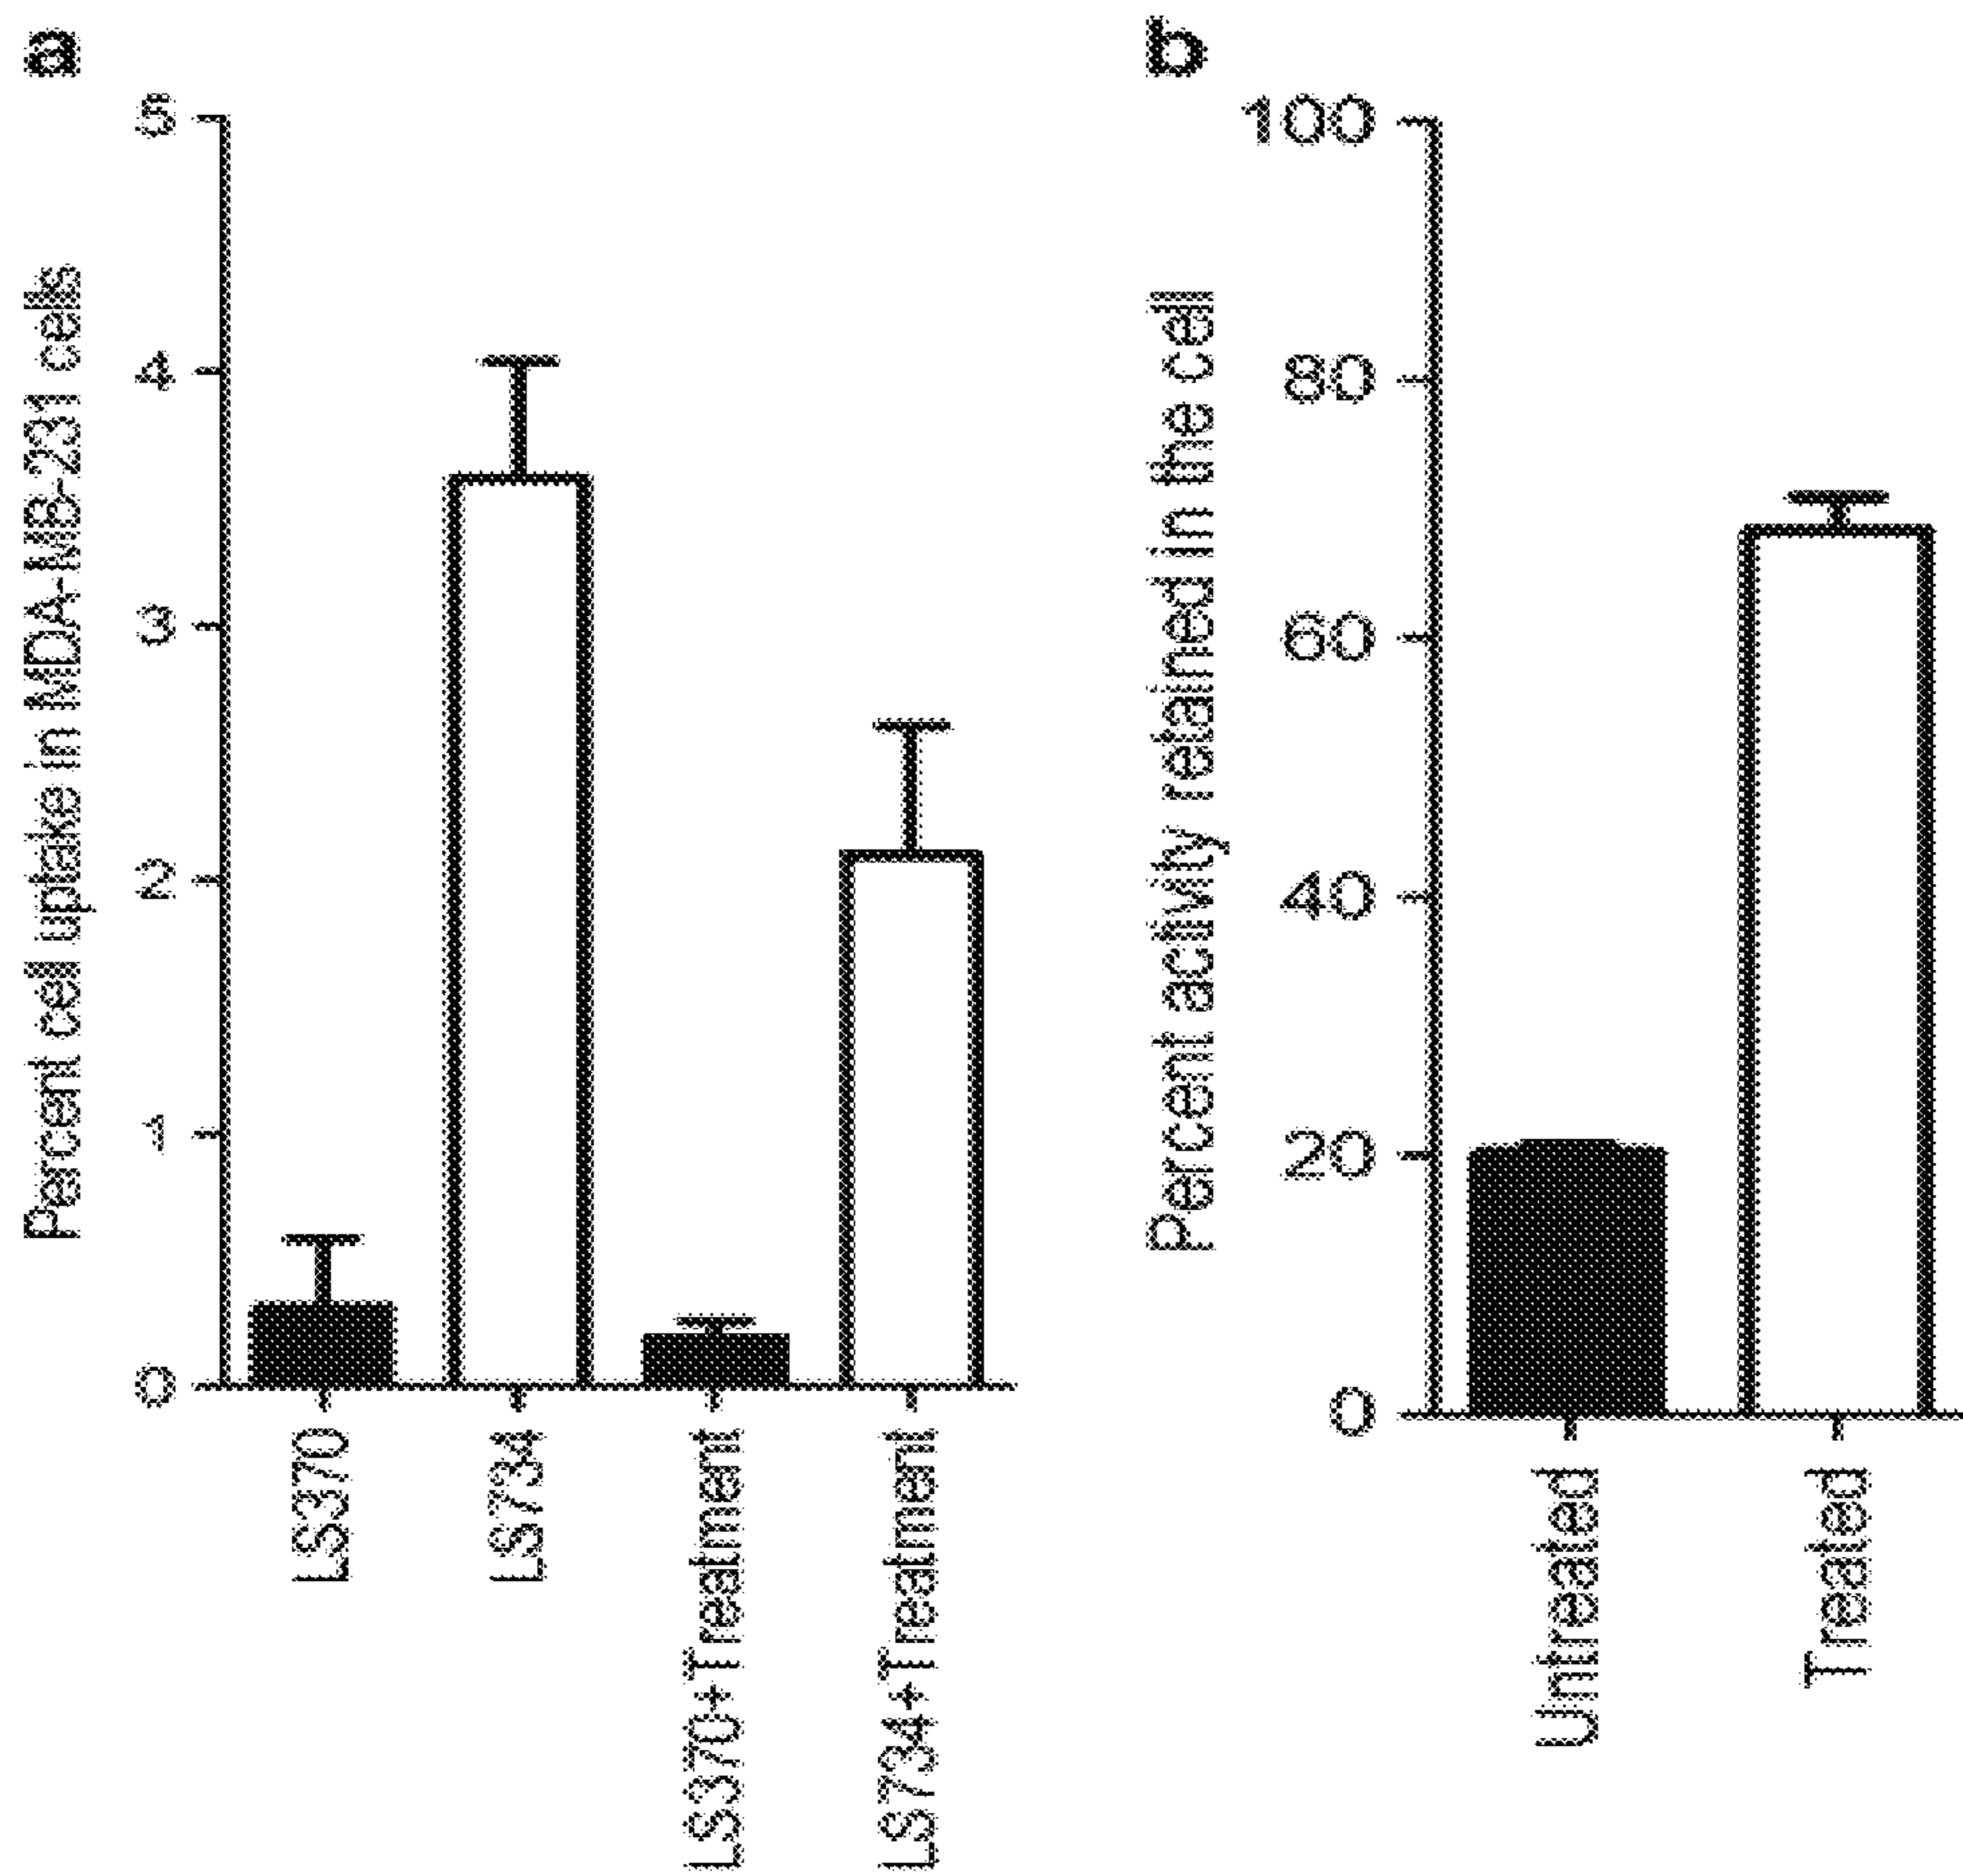 a
Percent cell uptake in MDA-MB-231 cells
5
4
3
2
1
0
LS370
LS734
LS370+Treatment
LS734+Treatment
b
Percent activity retained in the cell
100
80
60
40
20
0
Untreated
Treated